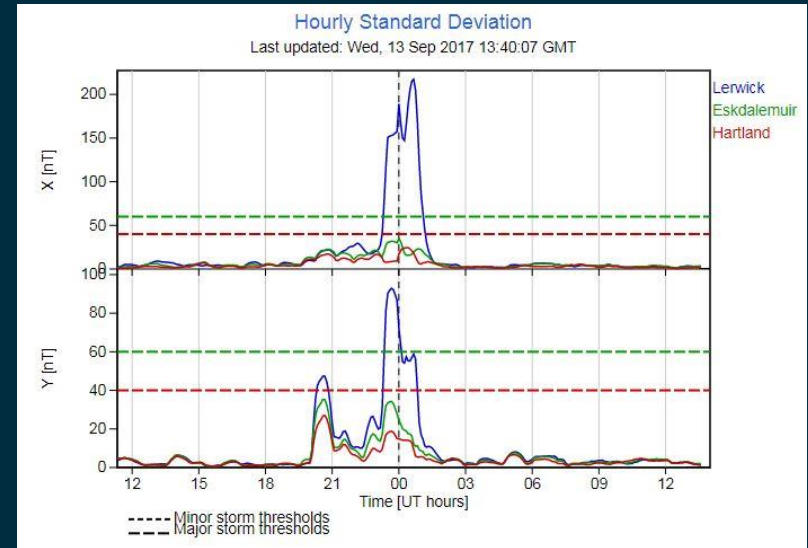 Hourly Standard Deviation
Last updated: Wed, 13 Sep 2017 13:40:07 GMT
Lerwick
Eskdalemuir
Hartland
X [nT]
200
150
100
50
0
Y [nT]
100
80
60
40
20
0
12 15 18 21 00 03 06 09 12
Time [UT hours]
Minor storm thresholds
Major storm thresholds